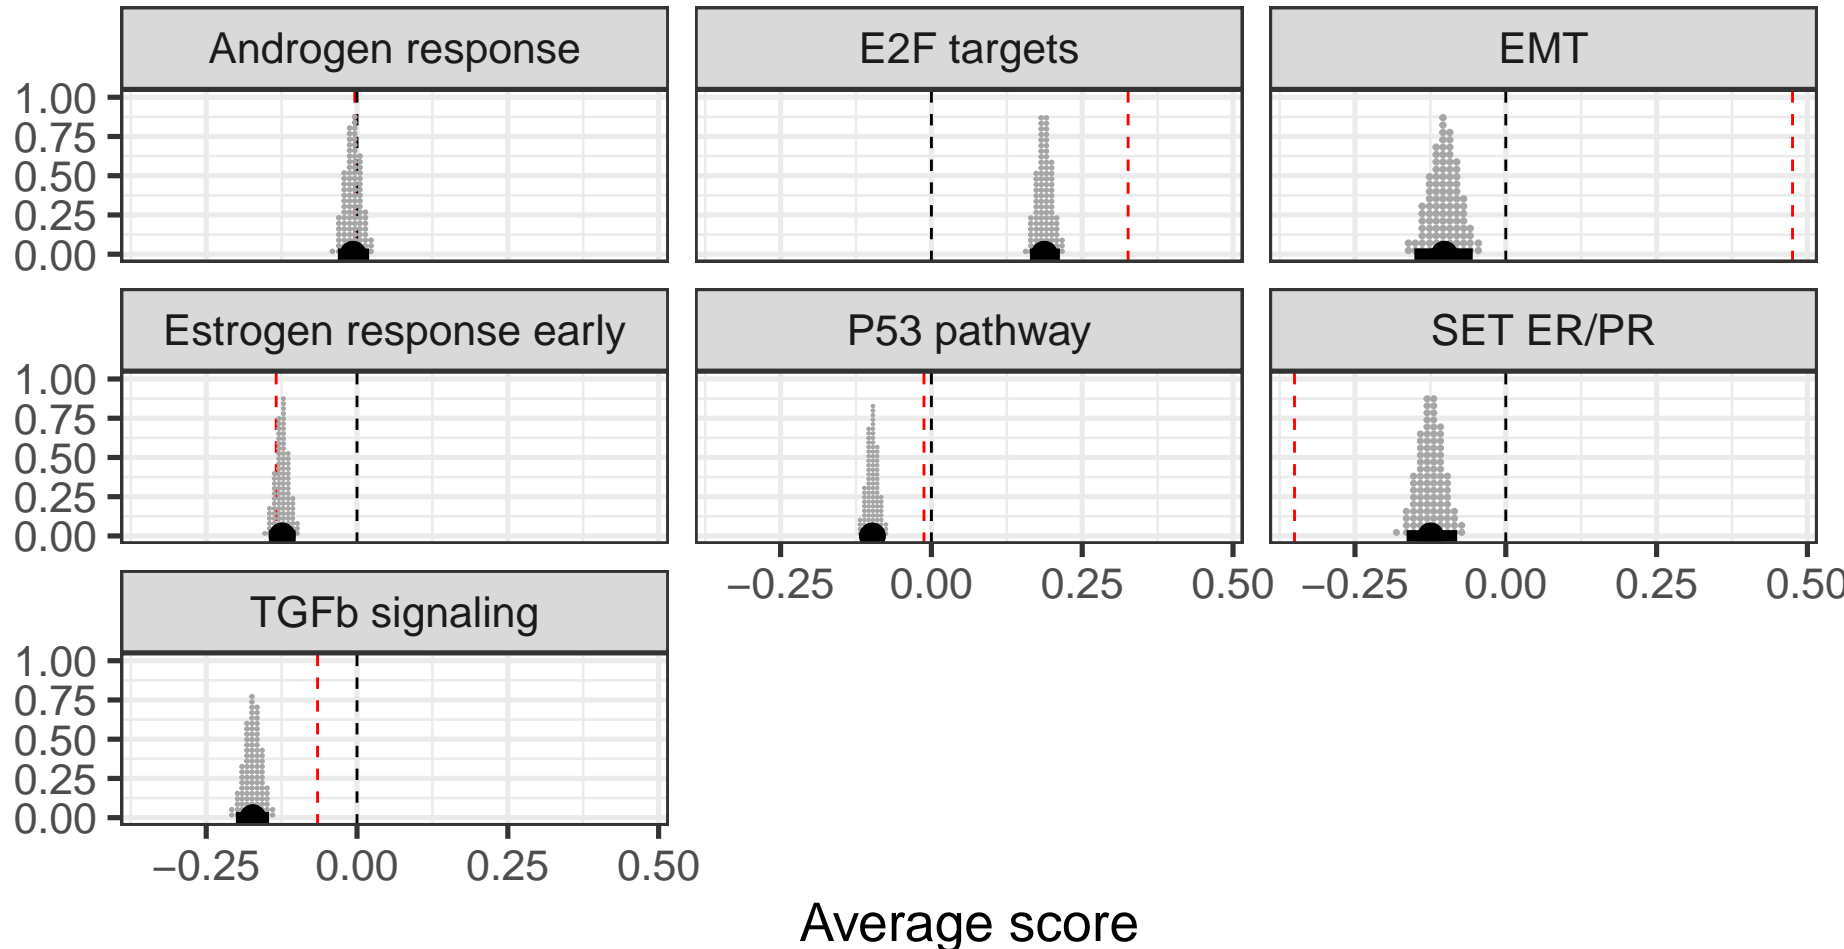 Androgen response E2F targets EMT
1.00
0.75
0.50
0.25
0.00
Estrogen response early P53 pathway SET ER/PR
1.00
0.75
0.50
0.25
0.00
−0.25 0.00 0.25 0.50 −0.25 0.00 0.25 0.50
TGFb signaling
1.00
0.75
0.50
0.25
0.00
−0.25 0.00 0.25 0.50
Average score